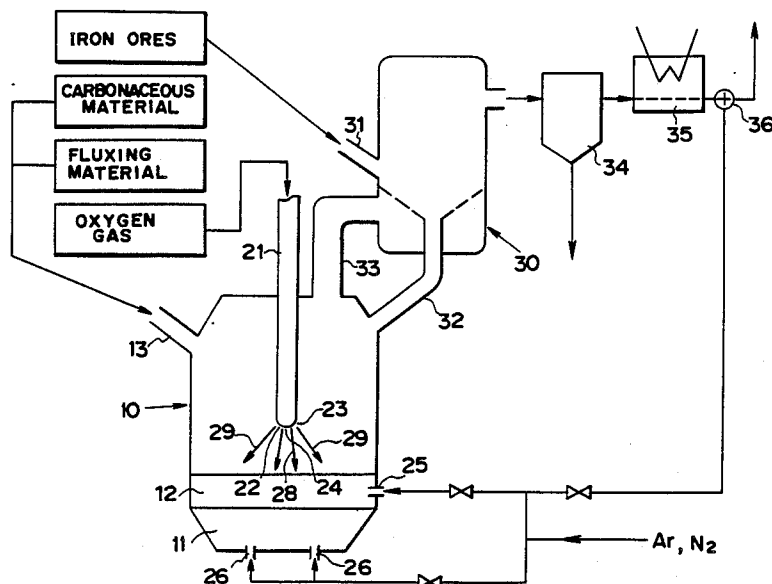 IRON ORES
CARBONACEOUS
MATERIAL
FLUXING
MATERIAL
OXYGEN
GAS
31
21
33
30
32
34
35
36
13
10
23
29
29
22
28
24
25
12
11
26
26
Ar, N2